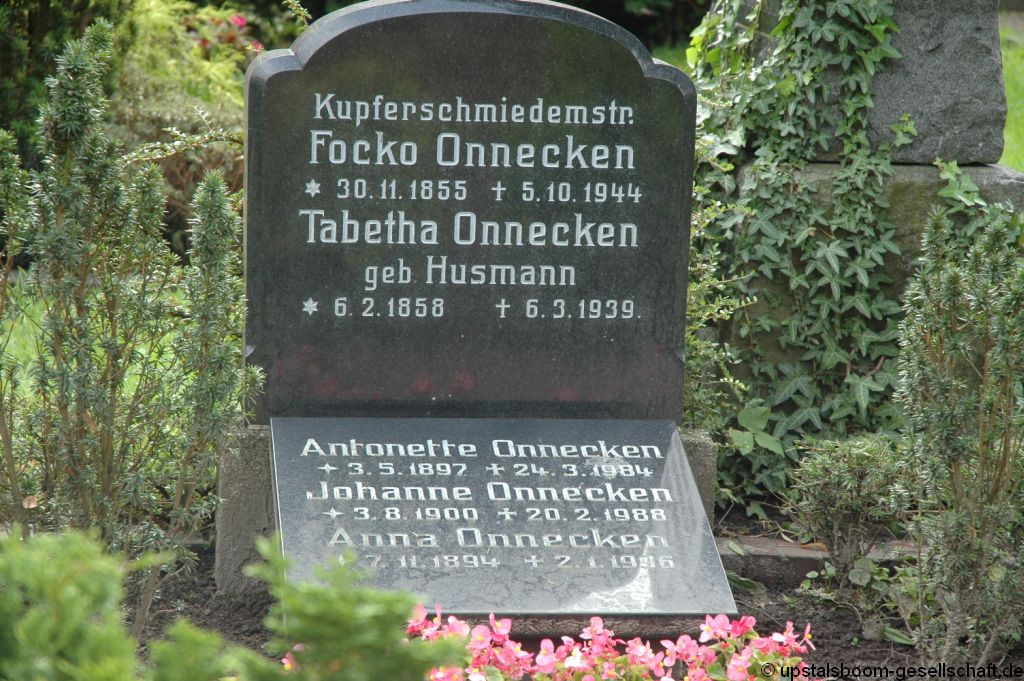 Kupferschmiedemstr.
Focko Onnecken
* 30.11.1855 † 5.10.1944
Tabetha Onnecken
geb. Husmann
* 6.2.1858 † 6.3.1939.
Antonette Onnecken
* 3.5.1897 † 24.3.1984
Johanne Onnecken
* 3.8.1900 † 20.2.1988
Anna Onnecken
* 7.11.1894 †
© upstalsboom-gesellschaft.de